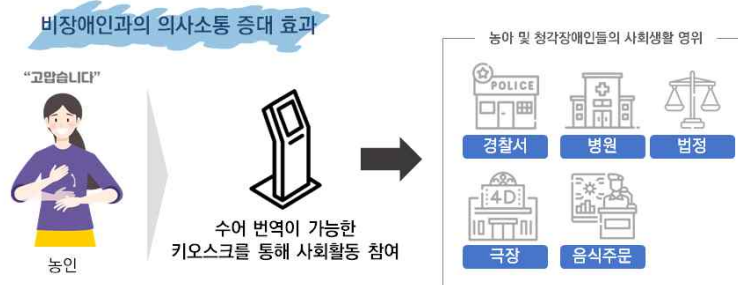 비장애인과의 의사소통 증대 효과
“고맙습니다”
농인
수어 번역이 가능한
키오스크를 통해 사회활동 참여
농아 및 청각장애인들의 사회생활 영위
POLICE
경찰서
병원
법정
4D
극장
음식주문